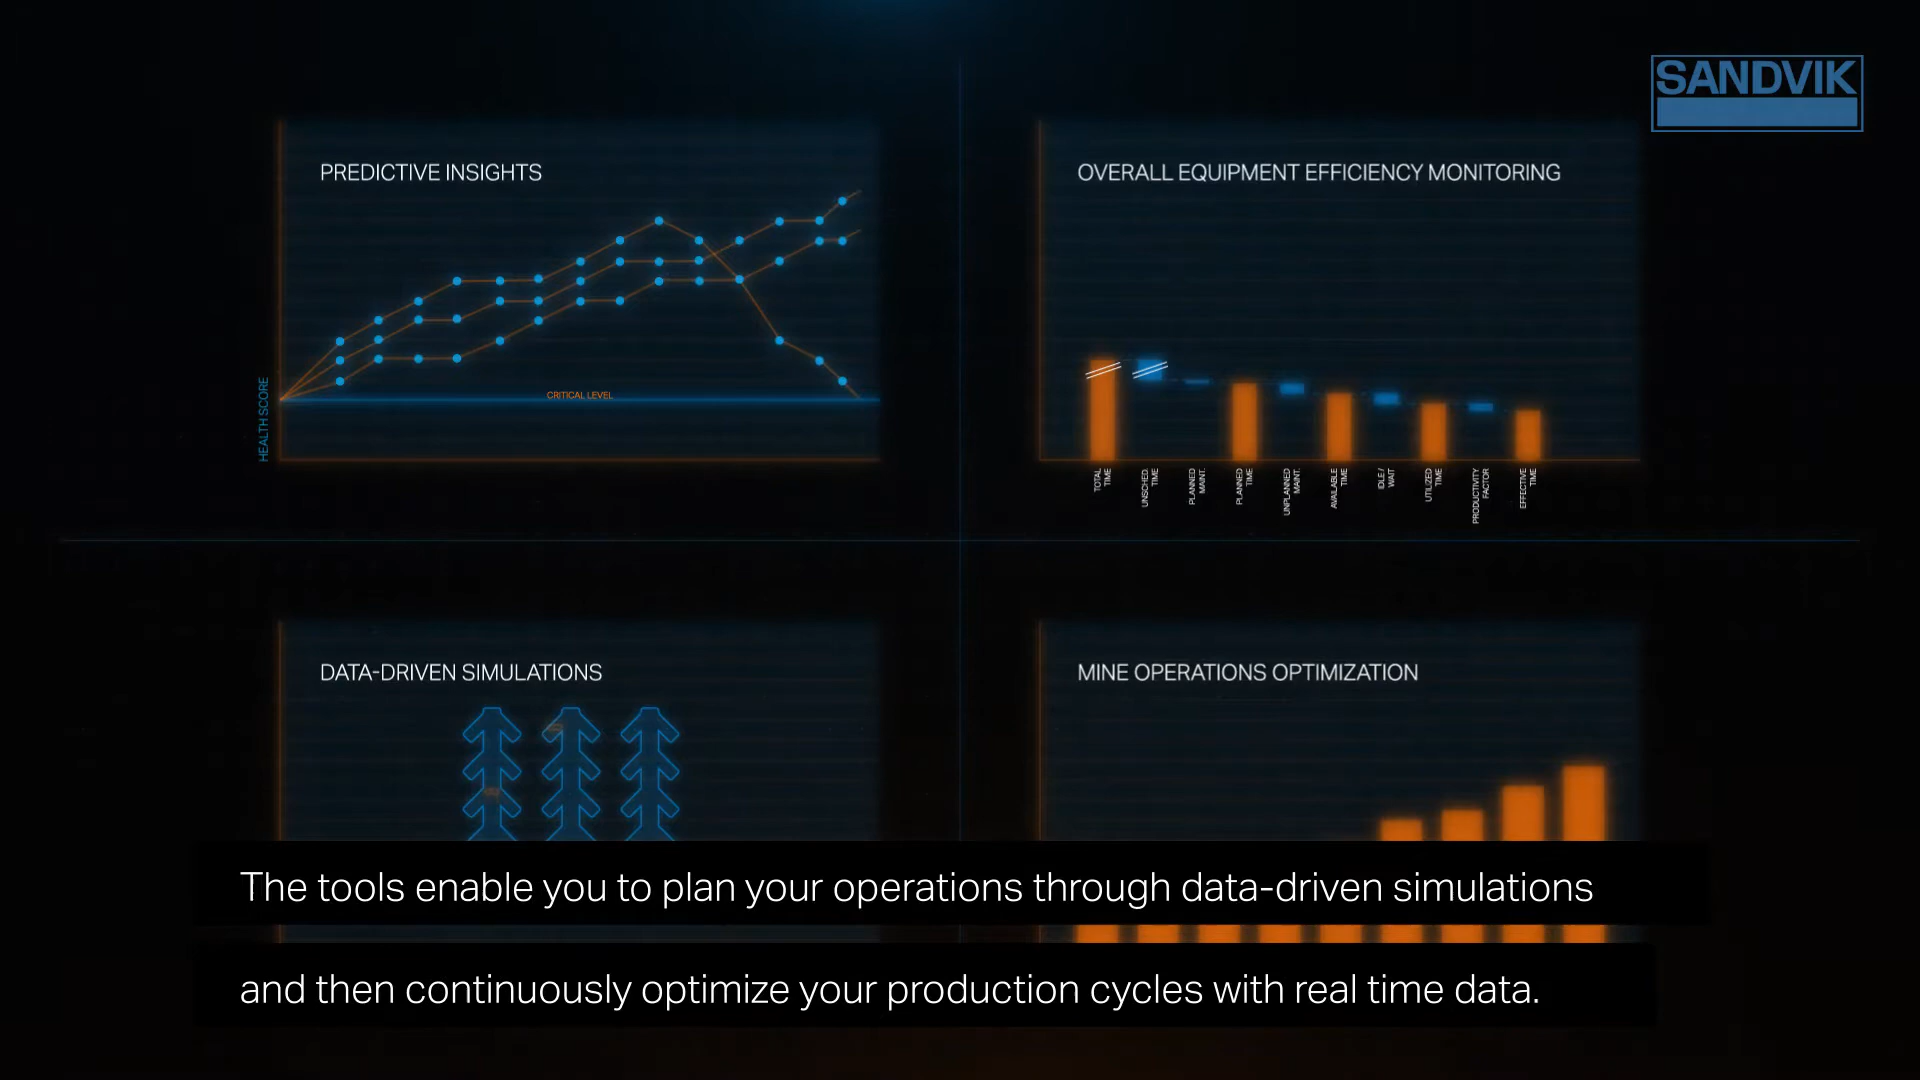 SANDVIK
PREDICTIVE INSIGHTS
HEALTH SCORE
CRITICAL LEVEL
OVERALL EQUIPMENT EFFICIENCY MONITORING
TOTAL
TIME
UNSCHED.
TIME
PLANNED
MAINT.
PLANNED
TIME
UNPLANNED
MAINT.
AVAILABLE
TIME
IDLE /
WAIT
UTILIZED
TIME
PRODUCTIVITY
FACTOR
EFFECTIVE
TIME
DATA-DRIVEN SIMULATIONS
MINE OPERATIONS OPTIMIZATION
The tools enable you to plan your operations through data-driven simulations
and then continuously optimize your production cycles with real time data.